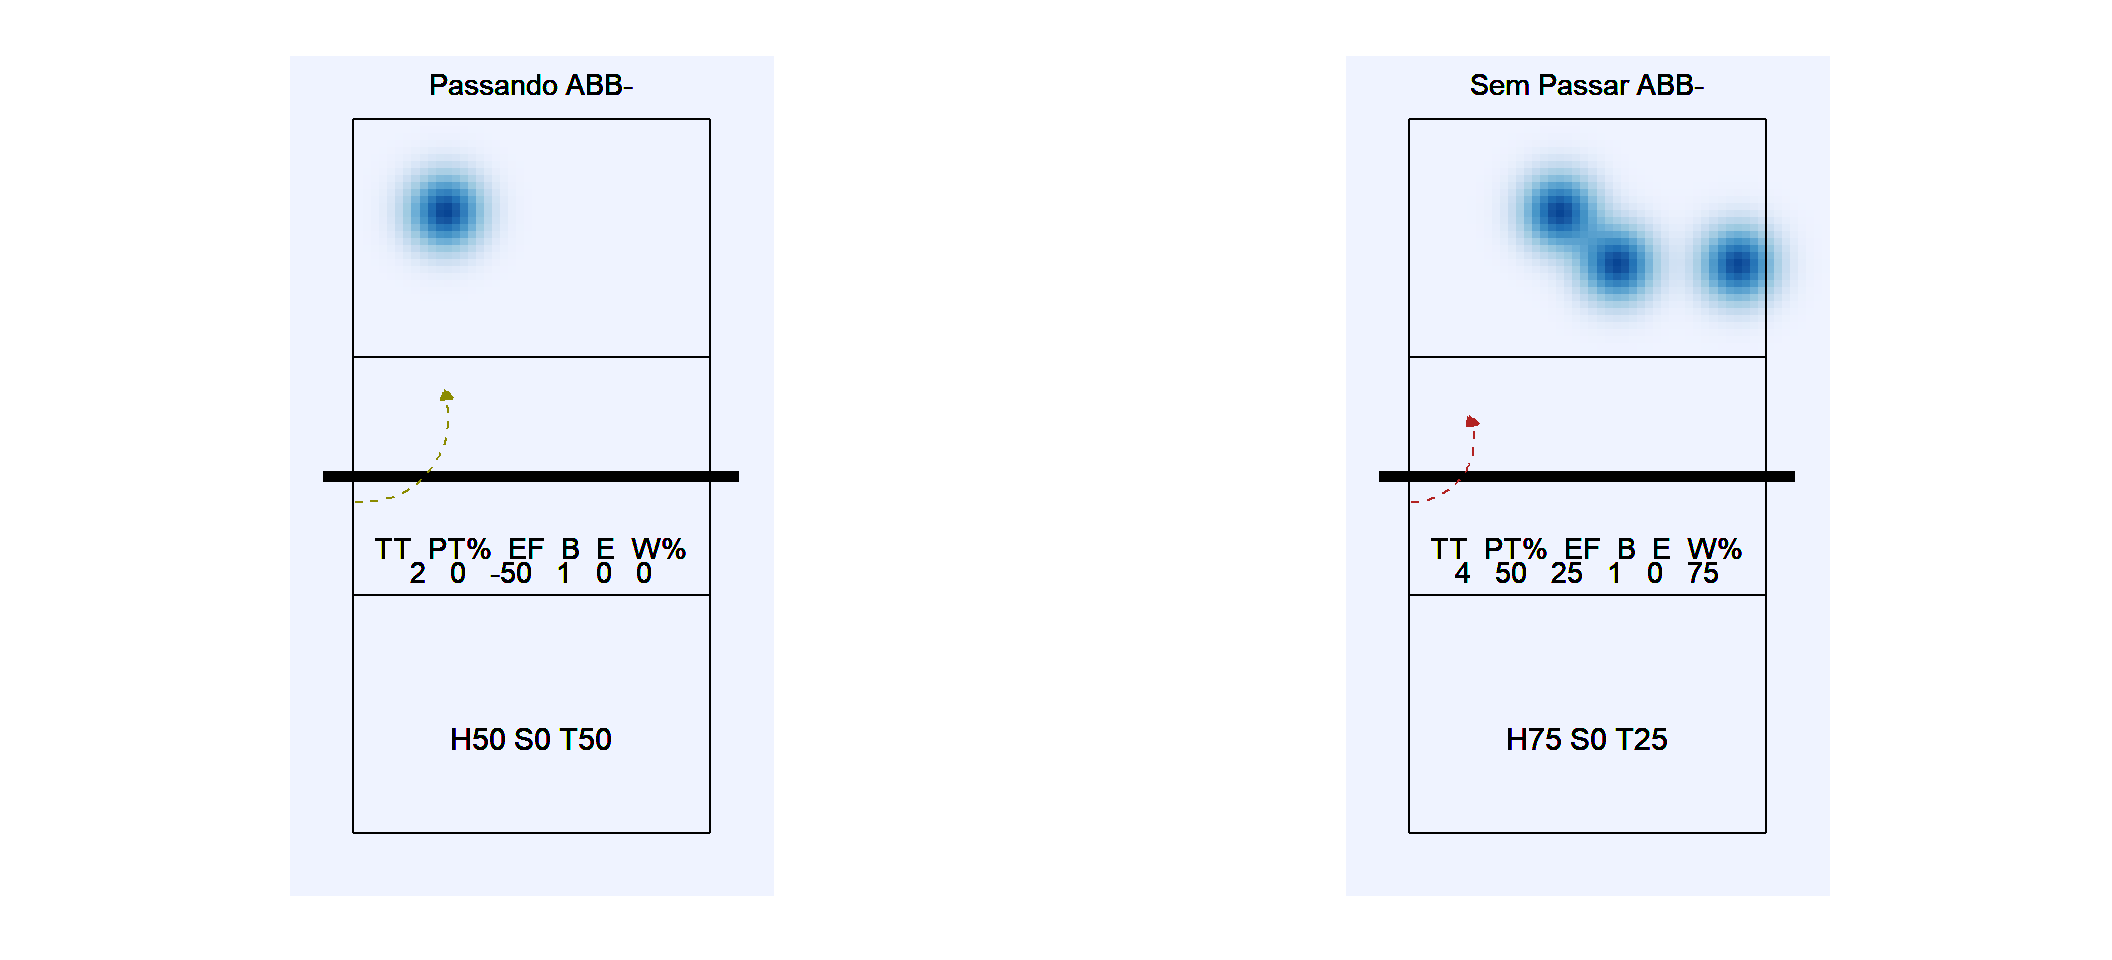 Passando ABB-
TT PT% EF B E W%
2 0 -50 1 0 0
H50 S0 T50
Sem Passar ABB-
TT PT% EF B E W%
4 50 25 1 0 75
H75 S0 T25